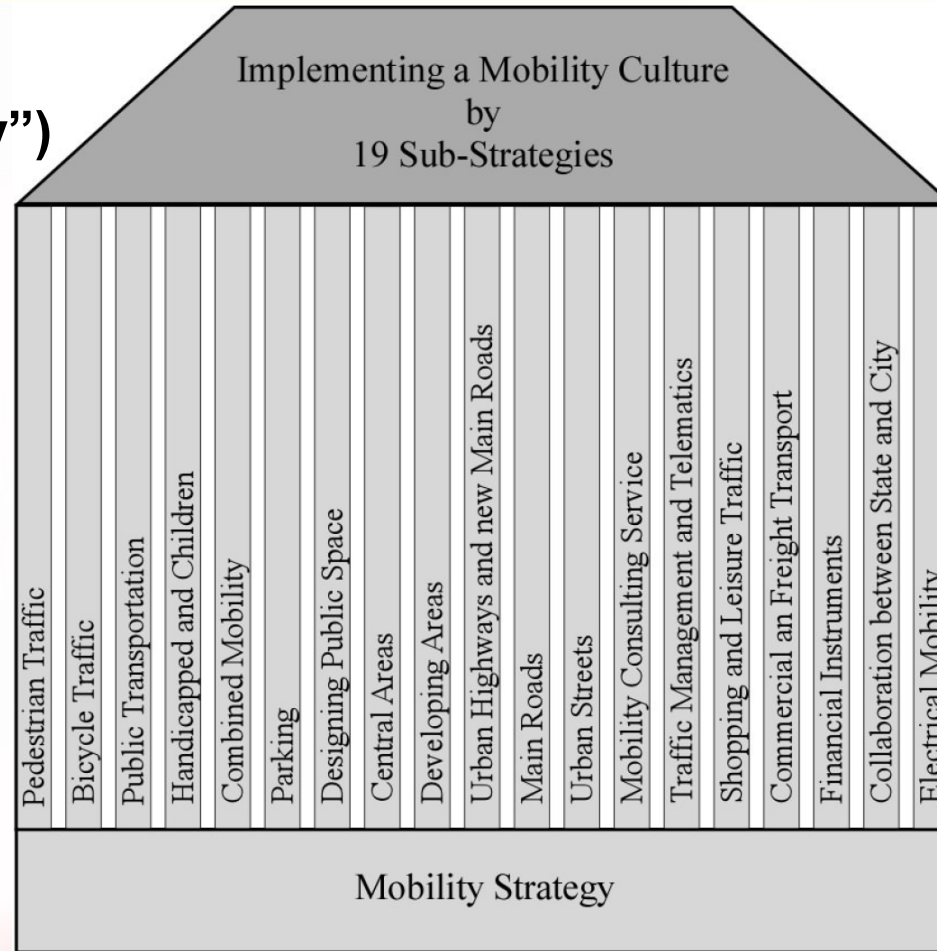 y”)
Implementing a Mobility Culture
by
19 Sub-Strategies
Pedestrian Traffic
Bicycle Traffic
Public Transportation
Handicapped and Children
Combined Mobility
Parking
Designing Public Space
Central Areas
Developing Areas
Urban Highways and new Main Roads
Main Roads
Urban Streets
Mobility Consulting Service
Traffic Management and Telematics
Shopping and Leisure Traffic
Commercial an Freight Transport
Financial Instruments
Collaboration between State and City
Electrical Mobility
Mobility Strategy